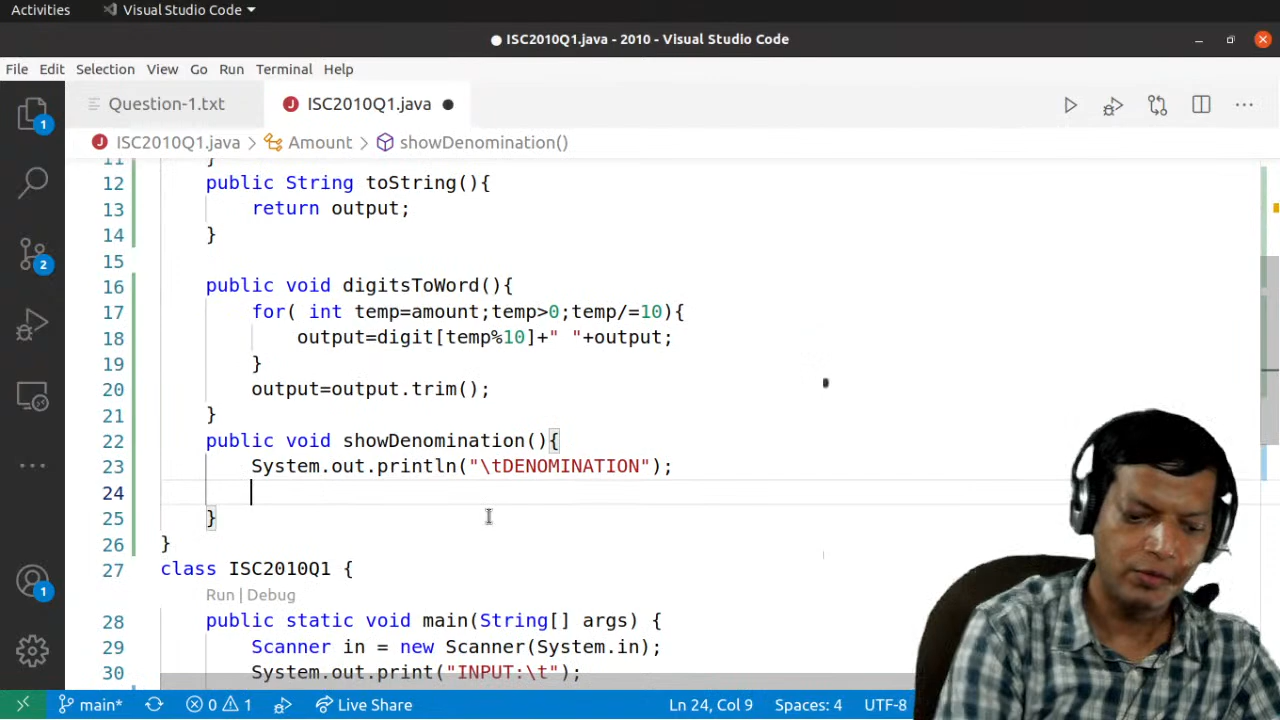 Activities Visual Studio Code
ISC2010Q1.java - 2010 - Visual Studio Code
File Edit Selection View Go Run Terminal Help
Question-1.txt ISC2010Q1.java
ISC2010Q1.java > Amount > showDenomination()
11 }
12 public String toString(){
13 return output;
14 }
15
16 public void digitsToWord(){
17 for( int temp=amount;temp>0;temp/=10){
18 output=digit[temp%10]+" "+output;
19 }
20 output=output.trim();
21 }
22 public void showDenomination(){
23 System.out.println("\tDENOMINATION");
24
25 }
26 }
27 class ISC2010Q1 {
Run | Debug
28 public static void main(String[] args) {
29 Scanner in = new Scanner(System.in);
30 System.out.print("INPUT:\t");
1
2
1
main* 0 1 Live Share Ln 24, Col 9 Spaces: 4 UTF-8